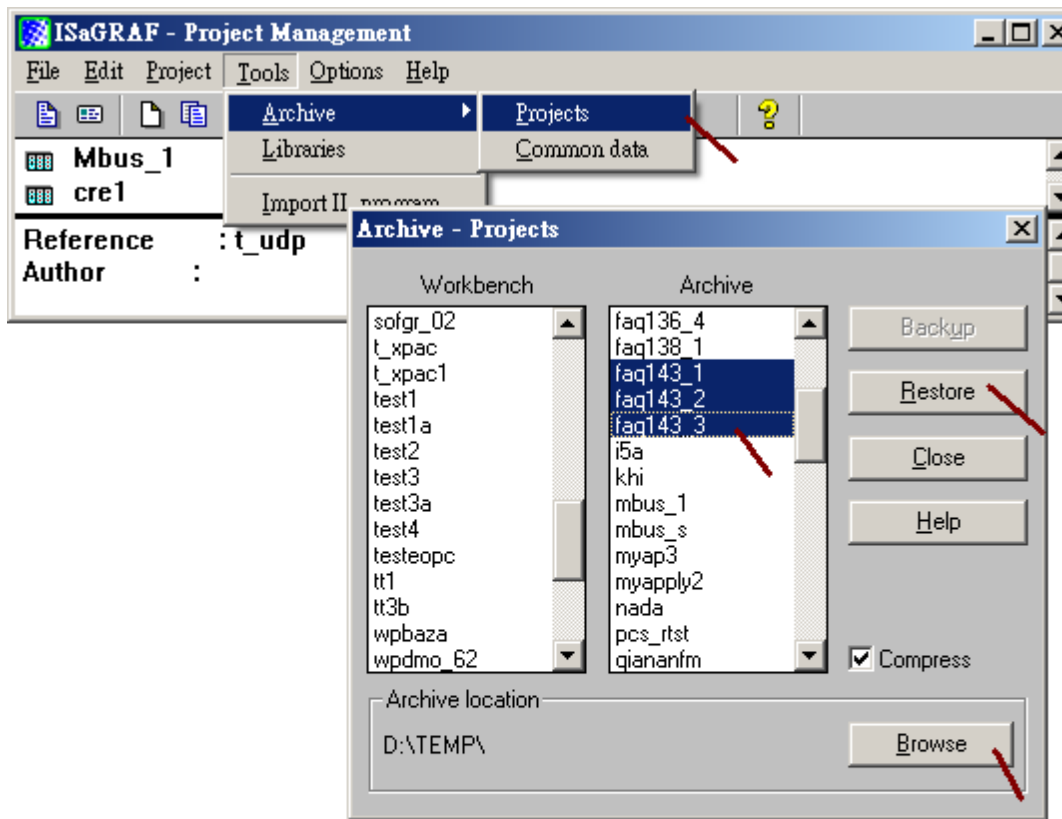 ISaGRAF - Project Management
File Edit Project Tools Options Help
Archive
Projects
Libraries
Common data
Import IL program
Mbus_1
cre1
Reference : t_udp
Author :
Archive - Projects
Workbench
sofgr_02
t_xpac
t_xpac1
test1
test1a
test2
test3
test3a
test4
testeopc
tt1
tt3b
wpbaza
wpdmo_62
Archive
faq136_4
faq138_1
faq143_1
faq143_2
faq143_3
i5a
khi
mbus_1
mbus_s
myap3
myapply2
nada
pcs_rtst
qiananfm
Backup
Restore
Close
Help
Compress
Archive location
D:\TEMP\
Browse